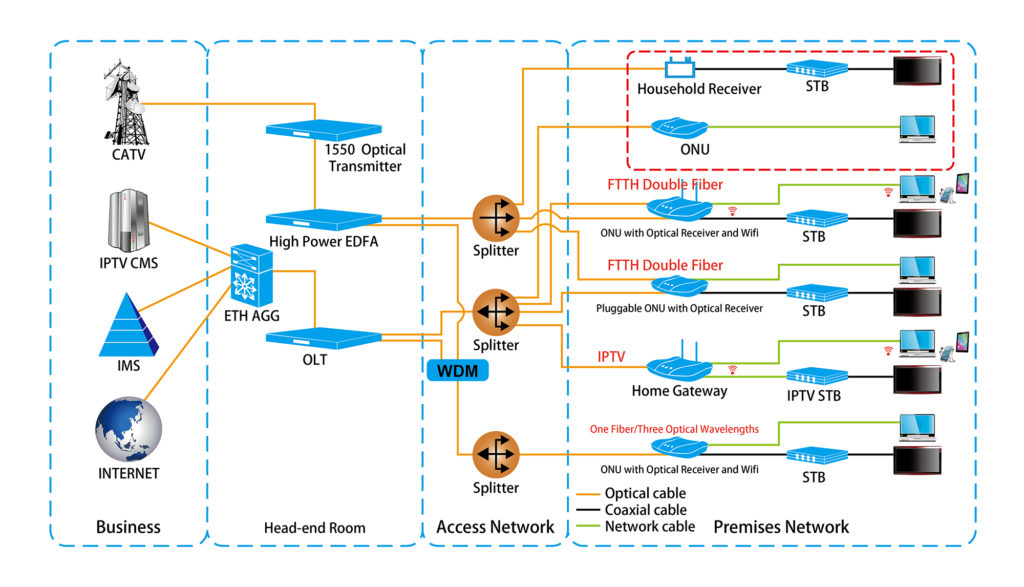 CATV
IPTV CMS
IMS
INTERNET
Business
1550 Optical
Transmitter
High Power EDFA
ETH AGG
OLT
Head-end Room
Splitter
Splitter
WDM
Splitter
Access Network
Household Receiver
STB
ONU
FTTH Double Fiber
ONU with Optical Receiver and Wifi
STB
FTTH Double Fiber
Pluggable ONU with Optical Receiver
STB
IPTV
Home Gateway
IPTV STB
One Fiber/Three Optical Wavelengths
ONU with Optical Receiver and Wifi
STB
Optical cable
Coaxial cable
Network cable
Premises Network